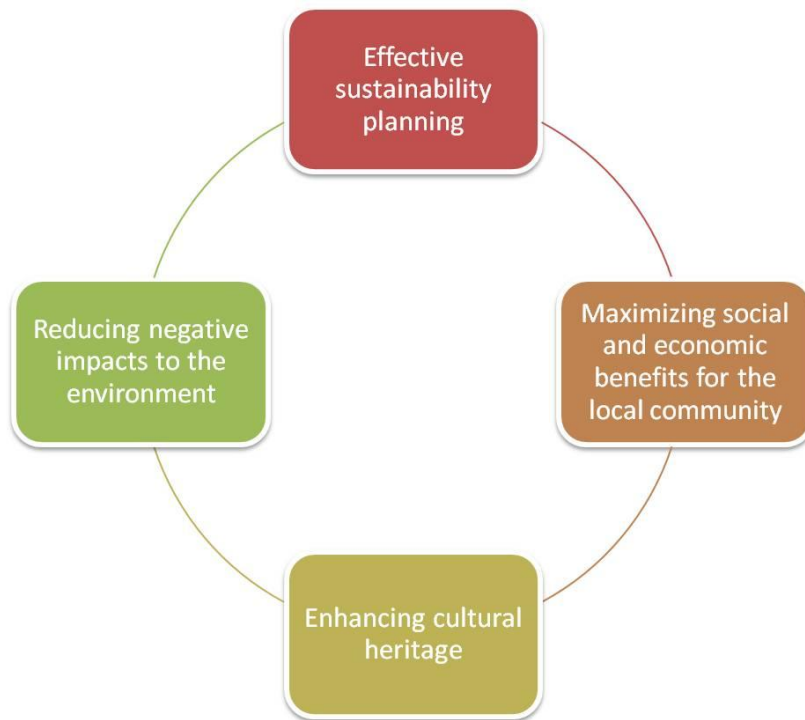 Effective
sustainability
planning
Maximizing social
and economic
benefits for the
local community
Enhancing cultural
heritage
Reducing negative
impacts to the
environment